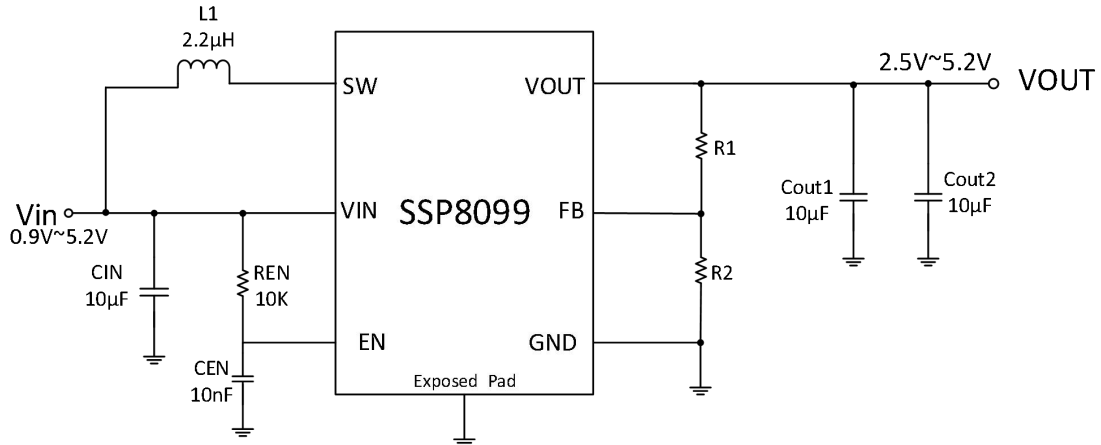 L1
2.2μH
SW
VOUT
2.5V~5.2V
VOUT
R1
Cout1
10μF
Cout2
10μF
Vin
0.9V~5.2V
VIN
SSP8099
FB
CIN
10μF
REN
10K
R2
EN
GND
CEN
10nF
Exposed Pad